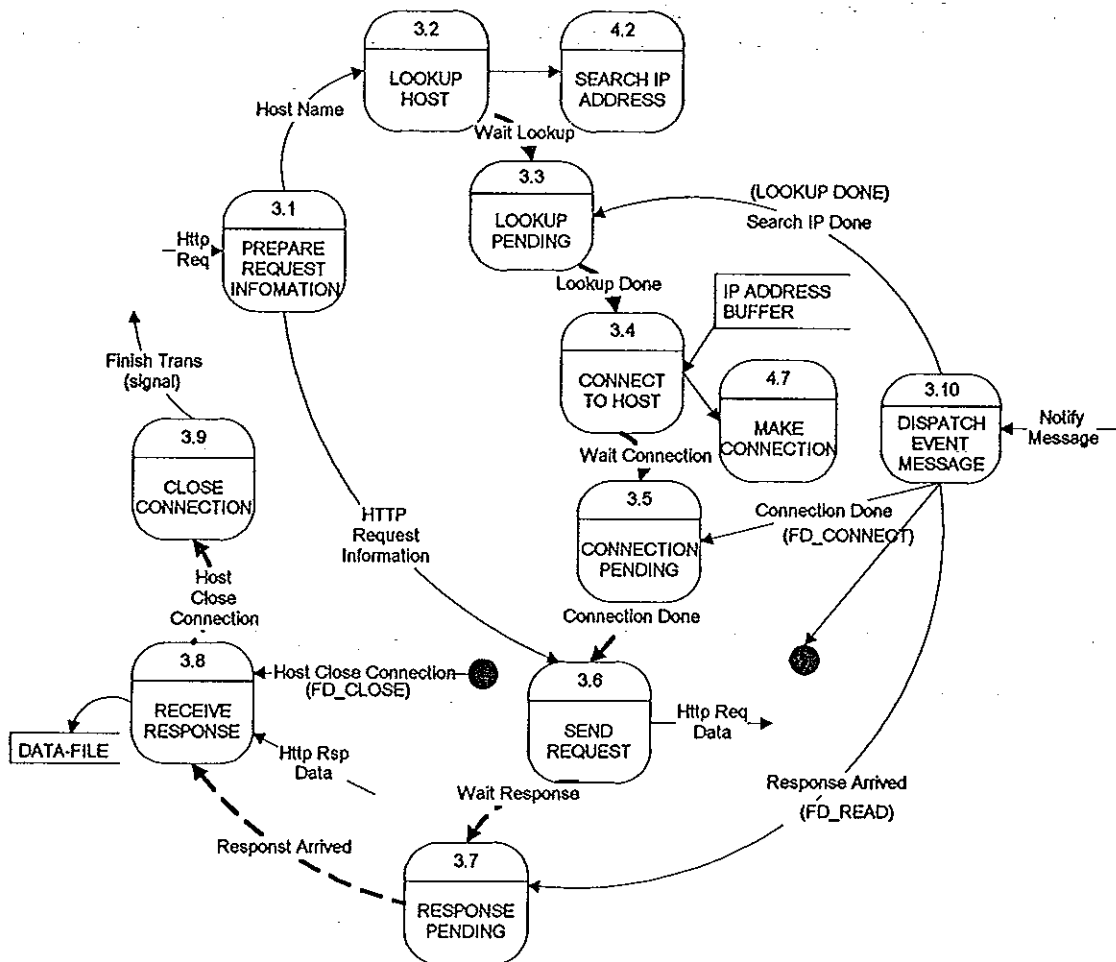 3.2
LOOKUP
HOST
4.2
SEARCH IP
ADDRESS
Host Name
Wait Lookup
3.3
LOOKUP
PENDING
(LOOKUP DONE)
Search IP Done
3.1
PREPARE
REQUEST
INFOMATION
Http
Req
Lookup Done
IP ADDRESS
BUFFER
3.4
CONNECT
TO HOST
4.7
MAKE
CONNECTION
3.10
DISPATCH
EVENT
MESSAGE
Notify
Message
Finish Trans
(signal)
3.9
CLOSE
CONNECTION
Wait Connection
3.5
CONNECTION
PENDING
Connection Done
(FD_CONNECT)
HTTP
Request
Information
Host
Close
Connection
Connection Done
3.8
RECEIVE
RESPONSE
Host Close Connection
(FD_CLOSE)
3.6
SEND
REQUEST
Http Req
Data
DATA-FILE
Http Rsp
Data
Wait Response
Response Arrived
(FD_READ)
Responst Arrived
3.7
RESPONSE
PENDING